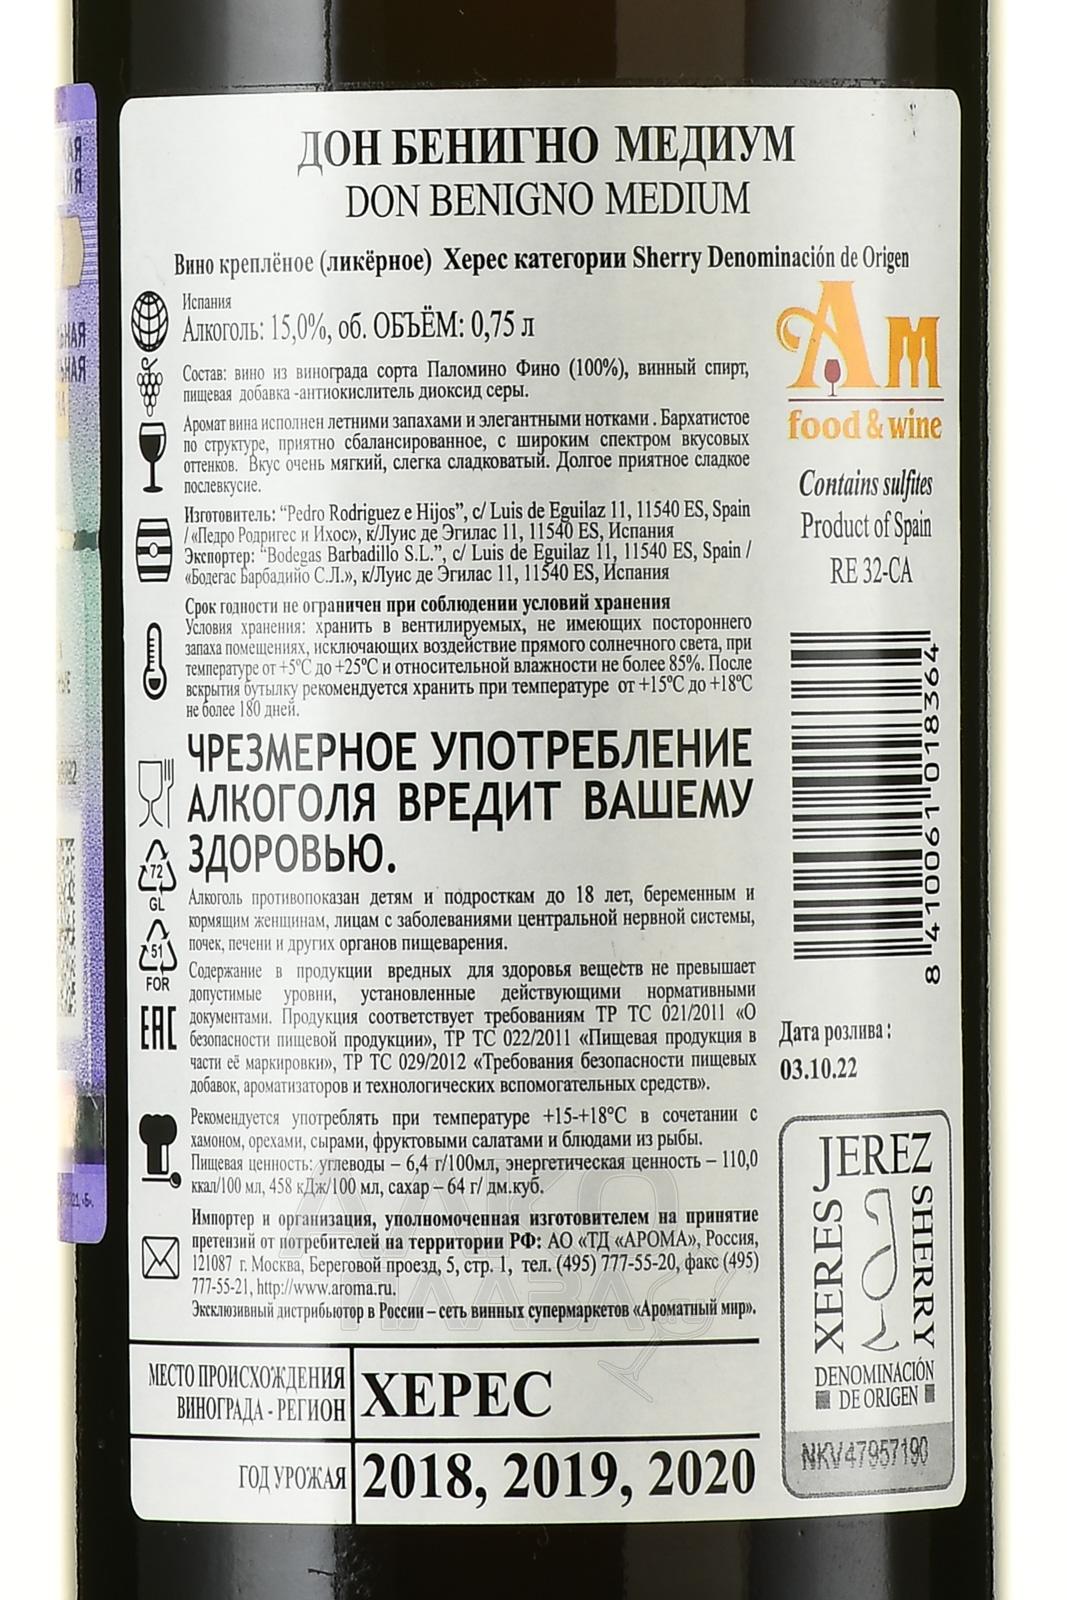 ДОН БЕНИГНО МЕДИУМ
DON BENIGNO MEDIUM
Вино креплёное (ликёрное) Херес категории Sherry Denominación de Origen
Испания
Алкоголь: 15,0%, об. ОБЪЁМ: 0,75 л
Состав: вино из винограда сорта Паломино Фино (100%), винный спирт,
пищевая добавка -антиокислитель диоксид серы.
Аромат вина исполнен летними запахами и элегантными нотками . Бархатистое
по структуре, приятно сбалансированное, с широким спектром вкусовых
оттенков. Вкус очень мягкий, слегка сладковатый. Долгое приятное сладкое
послевкусие.
Изготовитель: “Pedro Rodriguez e Hijos”, c/ Luis de Eguilaz 11, 11540 ES, Spain
/ «Педро Родригес и Ихос», к/Луис де Эгилас 11, 11540 ES, Испания
Экспортер: “Bodegas Barbadillo S.L.”, c/ Luis de Eguilaz 11, 11540 ES, Spain /
«Бодегас Барбадийо С.Л.», к/Луис де Эгилас 11, 11540 ES, Испания
Срок годности не ограничен при соблюдении условий хранения
Условия хранения: хранить в вентилируемых, не имеющих постороннего
запаха помещениях, исключающих воздействие прямого солнечного света, при
температуре от +5°C до +25°C и относительной влажности не более 85%. После
вскрытия бутылку рекомендуется хранить при температуре от +15°C до +18°C
не более 180 дней.
ЧРЕЗМЕРНОЕ УПОТРЕБЛЕНИЕ
АЛКОГОЛЯ ВРЕДИТ ВАШЕМУ
ЗДОРОВЬЮ.
72
GL
51
FOR
EAC
Алкоголь противопоказан детям и подросткам до 18 лет, беременным и
кормящим женщинам, лицам с заболеваниями центральной нервной системы,
почек, печени и других органов пищеварения.
Содержание в продукции вредных для здоровья веществ не превышает
допустимые уровни, установленные действующими нормативными
документами. Продукция соответствует требованиям ТР ТС 021/2011 «О
безопасности пищевой продукции», ТР ТС 022/2011 «Пищевая продукция в
части её маркировки», ТР ТС 029/2012 «Требования безопасности пищевых
добавок, ароматизаторов и технологических вспомогательных средств».
Рекомендуется употреблять при температуре +15-+18°C в сочетании с
хамоном, орехами, сырами, фруктовыми салатами и блюдами из рыбы.
Пищевая ценность: углеводы – 6,4 г/100мл, энергетическая ценность – 110,0
ккал/100 мл, 458 кДж/100 мл, сахар – 64 г/ дм.куб.
Импортер и организация, уполномоченная изготовителем на принятие
претензий от потребителей на территории РФ: АО «ТД «АРОМА», Россия,
121087 г. Москва, Береговой проезд, 5, стр. 1, тел. (495) 777-55-20, факс (495)
777-55-21, http://www.aroma.ru.
Эксклюзивный дистрибьютор в России – сеть винных супермаркетов «Ароматный мир».
МЕСТО ПРОИСХОЖДЕНИЯ
ВИНОГРАДА - РЕГИОН
ХЕРЕС
ГОД УРОЖАЯ
2018, 2019, 2020
Ам
food & wine
Contains sulfites
Product of Spain
RE 32-CA
8 410061 018364
Дата розлива :
03.10.22
JEREZ
XERES
SHERRY
DENOMINACIÓN
DE ORIGEN
NKV47957190